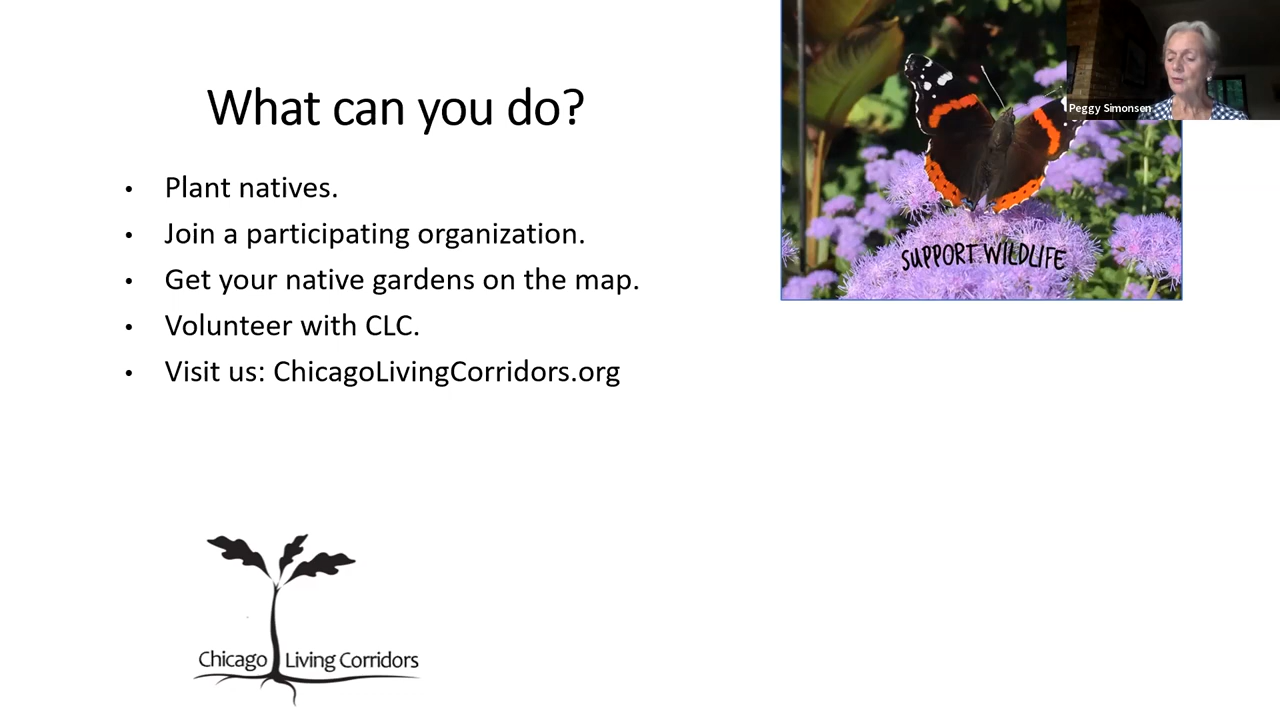 What can you do?
• Plant natives.
• Join a participating organization.
• Get your native gardens on the map.
• Volunteer with CLC.
• Visit us: ChicagoLivingCorridors.org
SUPPORT WILDLIFE
Peggy Simonsen
Chicago Living Corridors